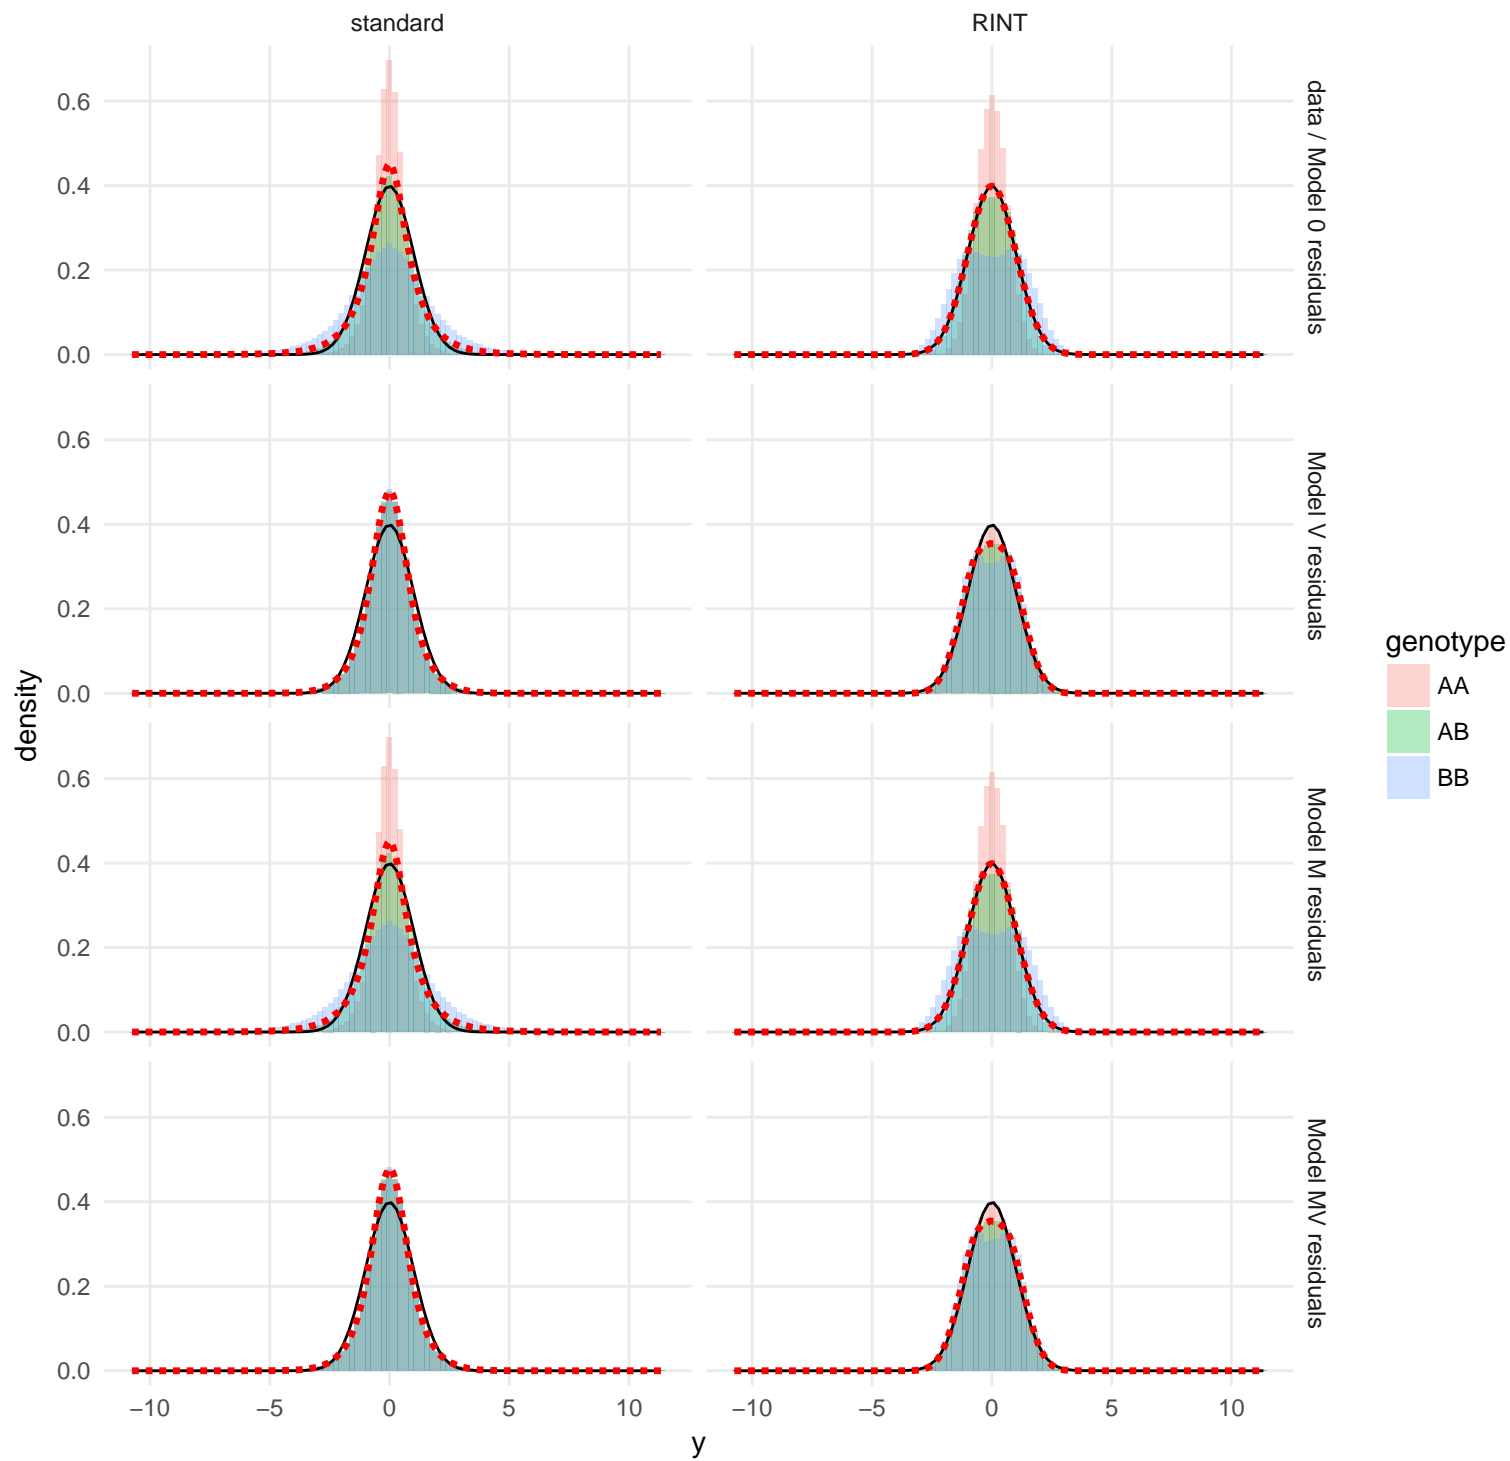 standard
RINT
0.6
0.4
0.2
0.0
data / Model 0 residuals
0.6
0.4
0.2
0.0
Model V residuals
0.6
0.4
0.2
0.0
Model M residuals
0.6
0.4
0.2
0.0
Model MV residuals
−10
−5
0
5
10
−10
−5
0
5
10
y
density
genotype
AA
AB
BB